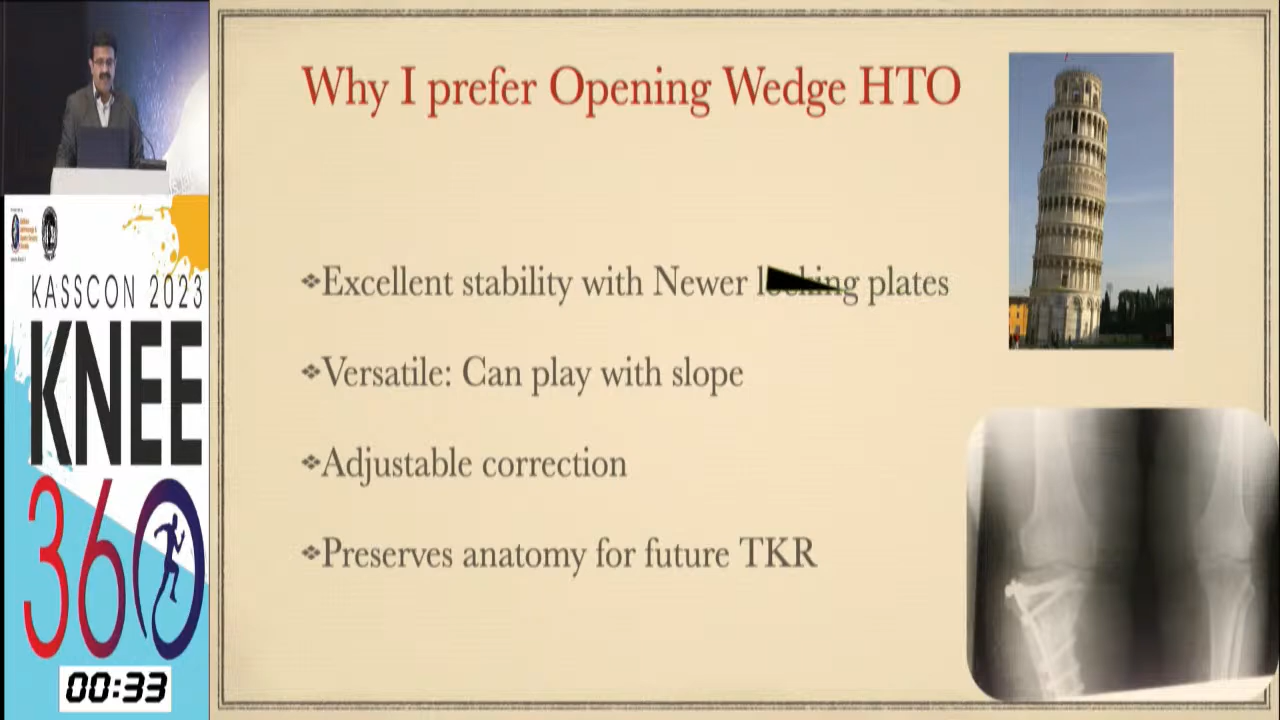 Why I prefer Opening Wedge HTO
❖Excellent stability with Newer locking plates
❖Versatile: Can play with slope
❖Adjustable correction
❖Preserves anatomy for future TKR
KASSCON 2023
KNEE
360
00:33